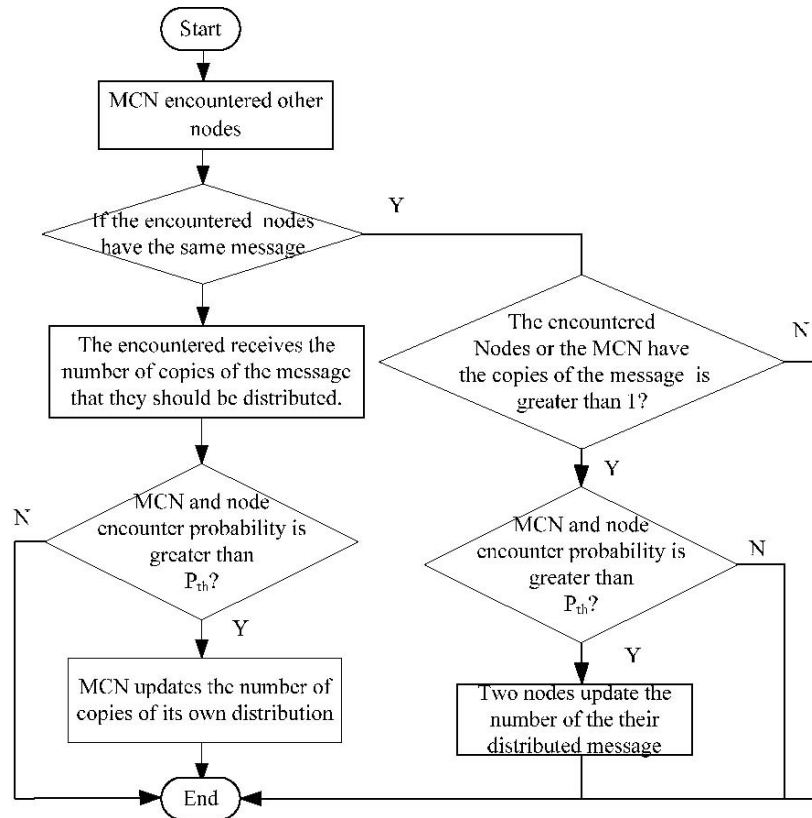 Start
MCN encountered other
nodes
If the encountered nodes
have the same message
Y
The encountered receives the
number of copies of the message
that they should be distributed.
The encountered
Nodes or the MCN have
the copies of the message is
greater than 1?
N
Y
MCN and node
encounter probability is
greater than
Pth?
N
Y
MCN and node
encounter probability is
greater than
Pth?
N
Y
MCN updates the number of
copies of its own distribution
Two nodes update the
number of the their
distributed message
End